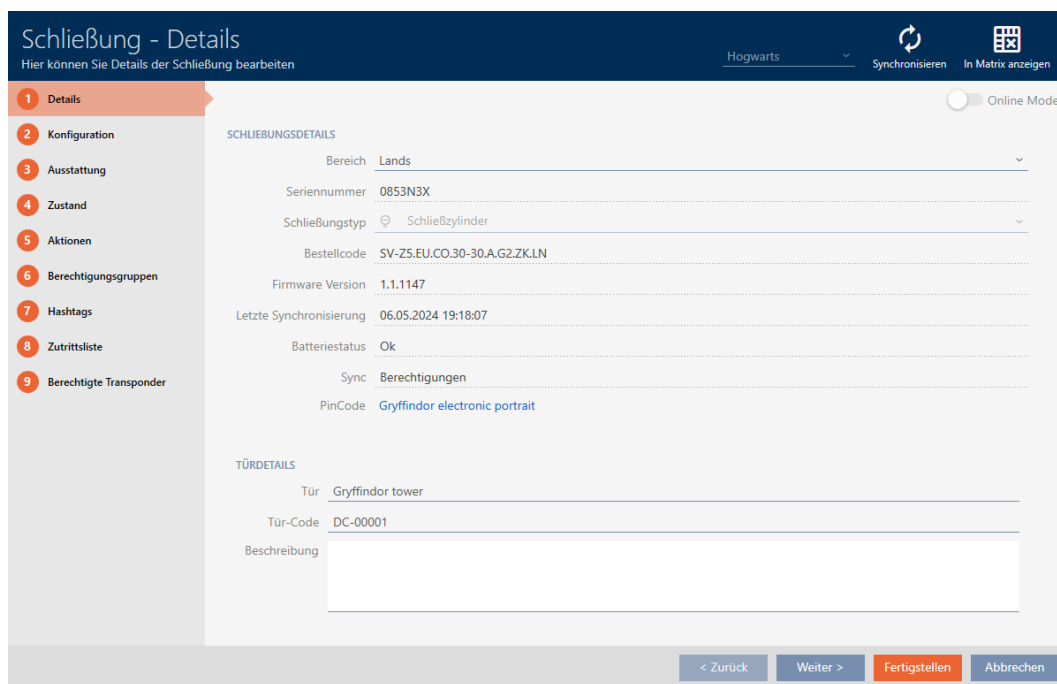 Schließung - Details
Hier können Sie Details der Schließung bearbeiten
Hogwarts
Synchronisieren
In Matrix anzeigen
1 Details
2 Konfiguration
3 Ausstattung
4 Zustand
5 Aktionen
6 Berechtigungsgruppen
7 Hashtags
8 Zutrittsliste
9 Berechtigte Transponder
Online Mode
SCHLIEßUNGSDETAILS
Bereich Lands
Seriennummer 0853N3X
Schließungstyp Schließzylinder
Bestellcode SV-Z5.EU.CO.30-30.A.G2.ZK.LN
Firmware Version 1.1.1147
Letzte Synchronisierung 06.05.2024 19:18:07
Batteriestatus Ok
Sync Berechtigungen
PinCode Gryffindor electronic portrait
TÜRDETAILS
Tür Gryffindor tower
Tür-Code DC-00001
Beschreibung
< Zurück
Weiter >
Fertigstellen
Abbrechen